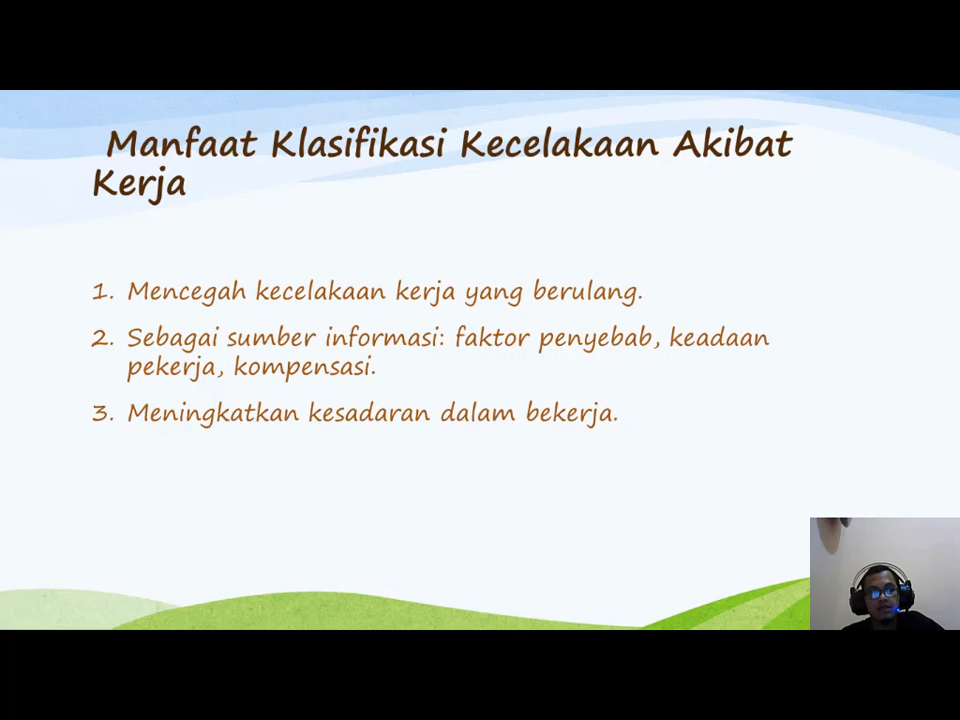 Manfaat Klasifikasi Kecelakaan Akibat
Kerja
1. Mencegah kecelakaan kerja yang berulang.
2. Sebagai sumber informasi: faktor penyebab, keadaan
pekerja, kompensasi.
3. Meningkatkan kesadaran dalam bekerja.